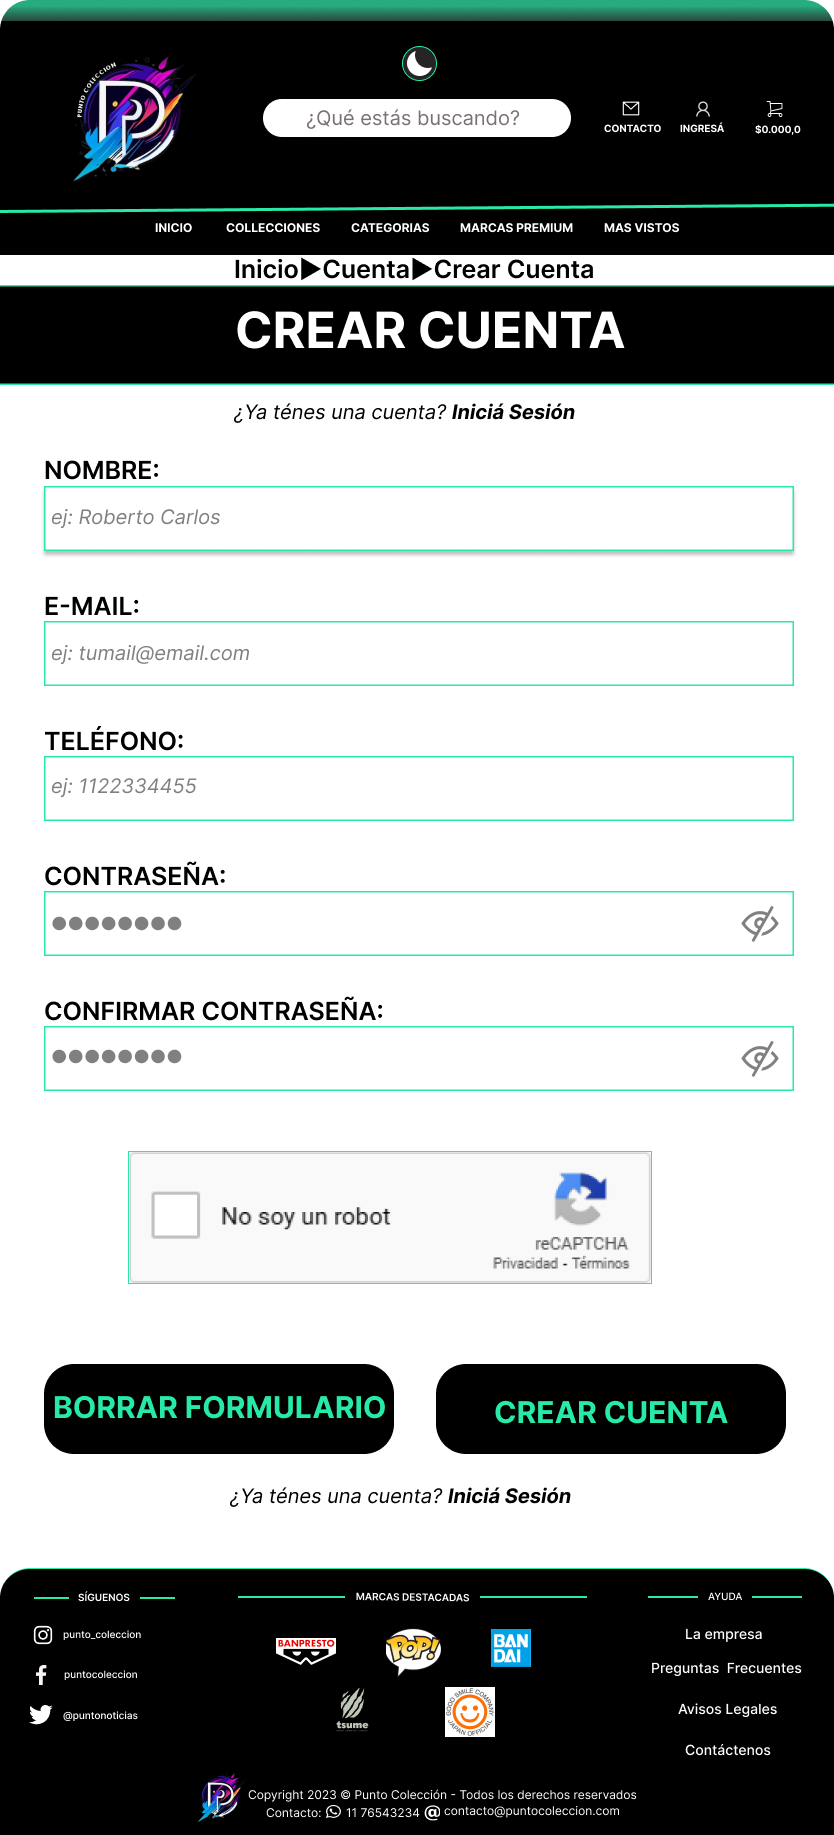 PUNTO COLECCION
¿Qué estás buscando?
CONTACTO
INGRESÁ
$0.000,0
INICIO COLLECCIONES CATEGORIAS MARCAS PREMIUM MAS VISTOS
Inicio▶Cuenta▶Crear Cuenta
CREAR CUENTA
¿Ya ténes una cuenta? Iniciá Sesión
NOMBRE:
ej: Roberto Carlos
E-MAIL:
ej: tumail@email.com
TELÉFONO:
ej: 1122334455
CONTRASEÑA:
●●●●●●●●
CONFIRMAR CONTRASEÑA:
●●●●●●●●
No soy un robot
reCAPTCHA
Privacidad - Términos
BORRAR FORMULARIO
CREAR CUENTA
¿Ya ténes una cuenta? Iniciá Sesión
SÍGUENOS
punto_coleccion
puntocoleccion
@puntonoticias
MARCAS DESTACADAS
BANPRESTO
POP!
BAN
DAI
tsume
GOOD SMILE COMPANY
JAPAN OFFICIAL
AYUDA
La empresa
Preguntas Frecuentes
Avisos Legales
Contáctenos
Copyright 2023 © Punto Colección - Todos los derechos reservados
Contacto: 11 76543234 @ contacto@puntocoleccion.com